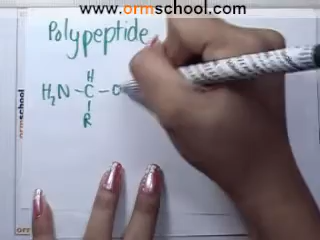 www.ormschool.com
Polypeptide
H
H₂N - C - C
R
ormschool